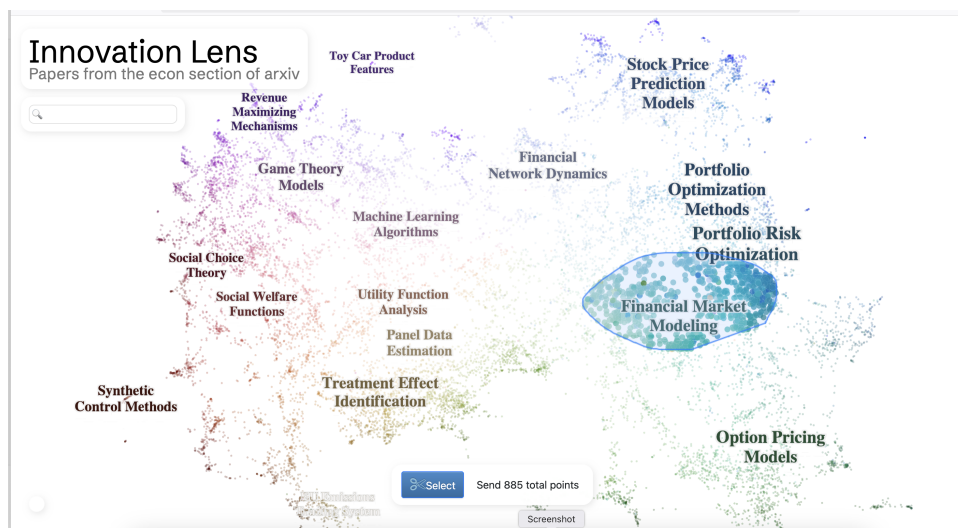 Innovation Lens
Papers from the econ section of arxiv
Toy Car Product
Features
Stock Price
Prediction
Models
Revenue
Maximizing
Mechanisms
Game Theory
Models
Financial
Network Dynamics
Portfolio
Optimization
Methods
Machine Learning
Algorithms
Portfolio Risk
Optimization
Social Choice
Theory
Social Welfare
Functions
Utility Function
Analysis
Financial Market
Modeling
Panel Data
Estimation
Treatment Effect
Identification
Synthetic
Control Methods
Option Pricing
Models
Select
Send 885 total points
Emissions
System
Screenshot